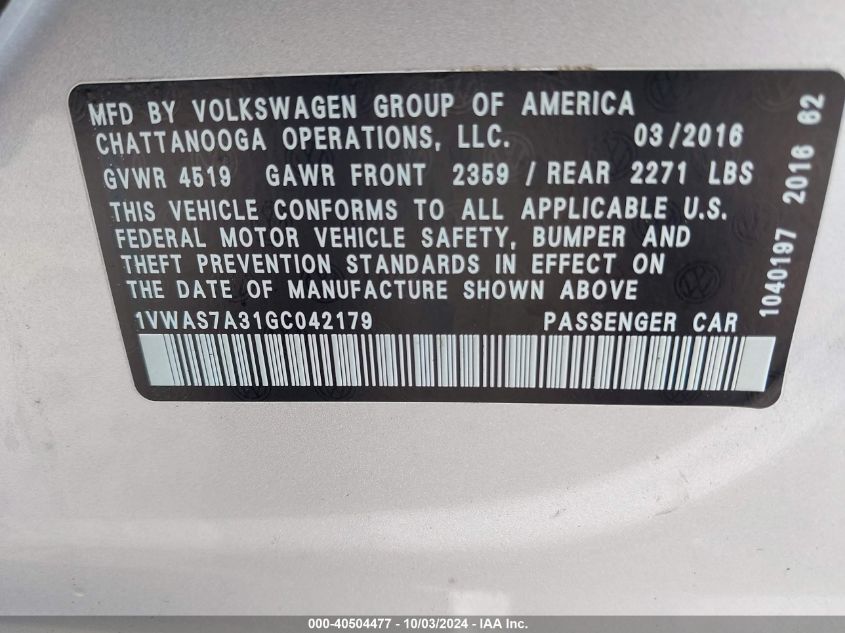 MFD BY VOLKSWAGEN GROUP OF AMERICA
CHATTANOOGA OPERATIONS, LLC. 03/2016
GVWR 4519 GAWR FRONT 2359 / REAR 2271 LBS
THIS VEHICLE CONFORMS TO ALL APPLICABLE U.S.
FEDERAL MOTOR VEHICLE SAFETY, BUMPER AND
THEFT PREVENTION STANDARDS IN EFFECT ON
THE DATE OF MANUFACTURE SHOWN ABOVE
1VWAS7A31GC042179 PASSENGER CAR
1040197 2016 62
000-40504477 - 10/03/2024 - IAA Inc.